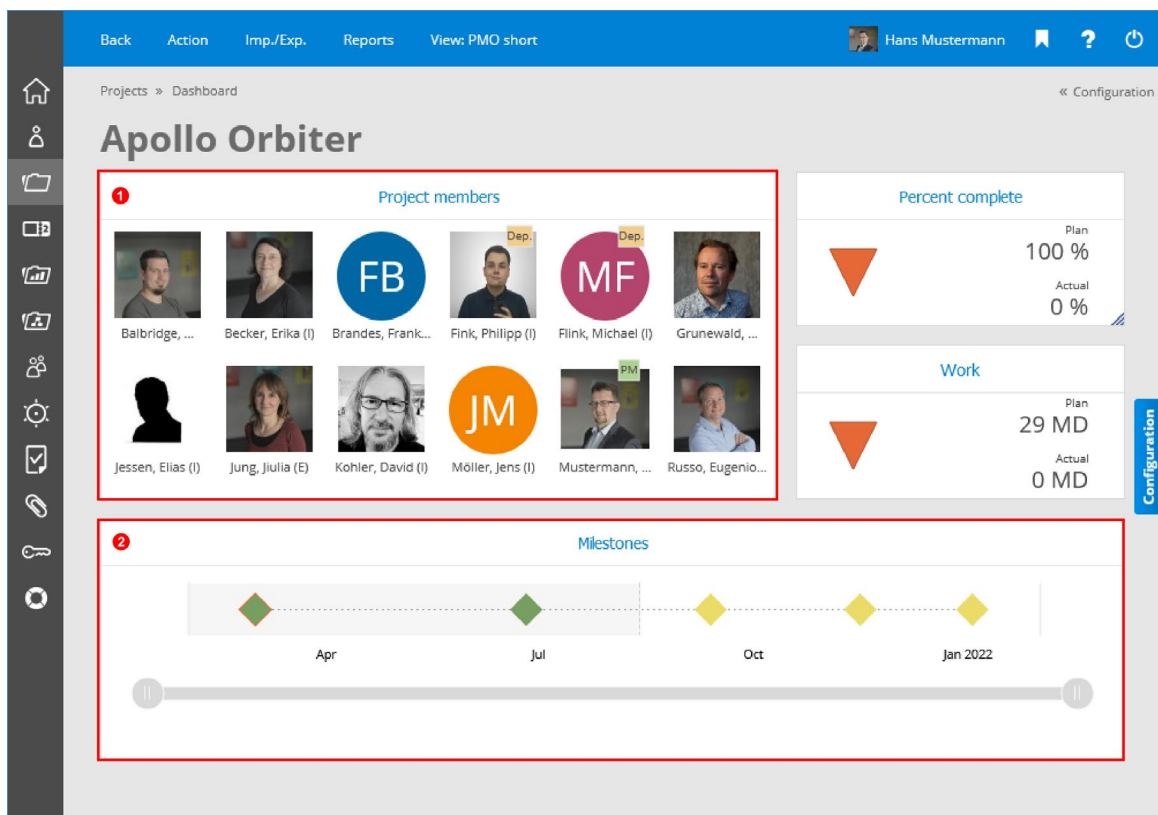 Back Action Imp./Exp. Reports View: PMO short Hans Mustermann ?
Projects » Dashboard « Configuration
Apollo Orbiter
1 Project members
Dep. Dep.
FB MF
Balbridge, ... Becker, Erika (I) Brandes, Frank... Fink, Philipp (I) Flink, Michael (I) Grunewald, ...
PM
JM
Jessen, Elias (I) Jung, Jiulia (E) Kohler, David (I) Möller, Jens (I) Mustermann, ... Russo, Eugenio...
Percent complete
Plan
100 %
Actual
0 %
Work
Plan
29 MD
Actual
0 MD
Configuration
2 Milestones
Apr Jul Oct Jan 2022